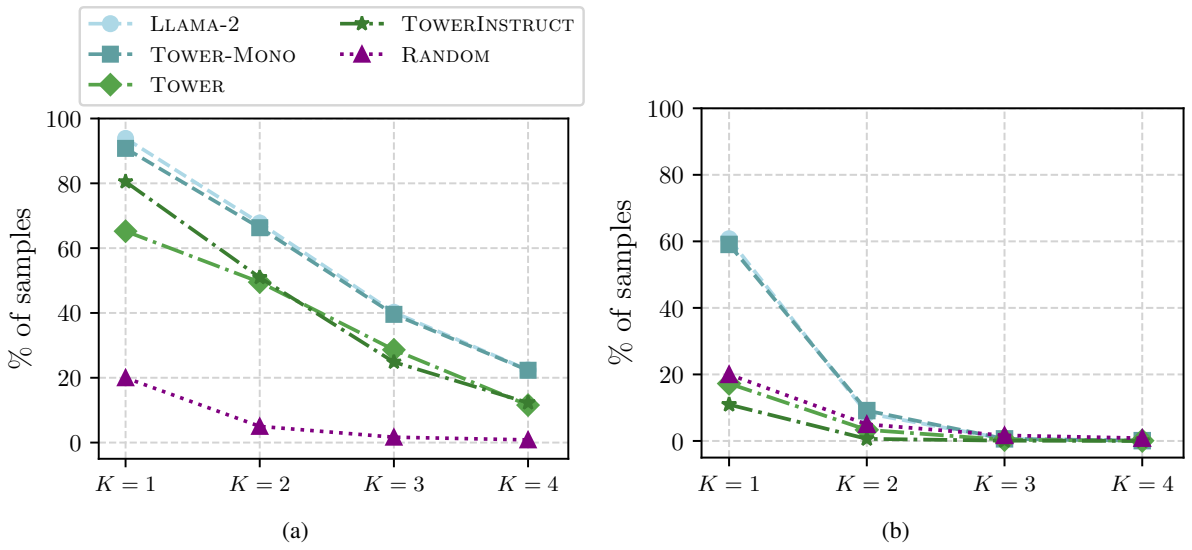 LLAMA-2
TOWER-MONO
TOWER
TOWERINSTRUCT
RANDOM
% of samples
100
80
60
40
20
0
K = 1
K = 2
K = 3
K = 4
(a)
% of samples
100
80
60
40
20
0
K = 1
K = 2
K = 3
K = 4
(b)